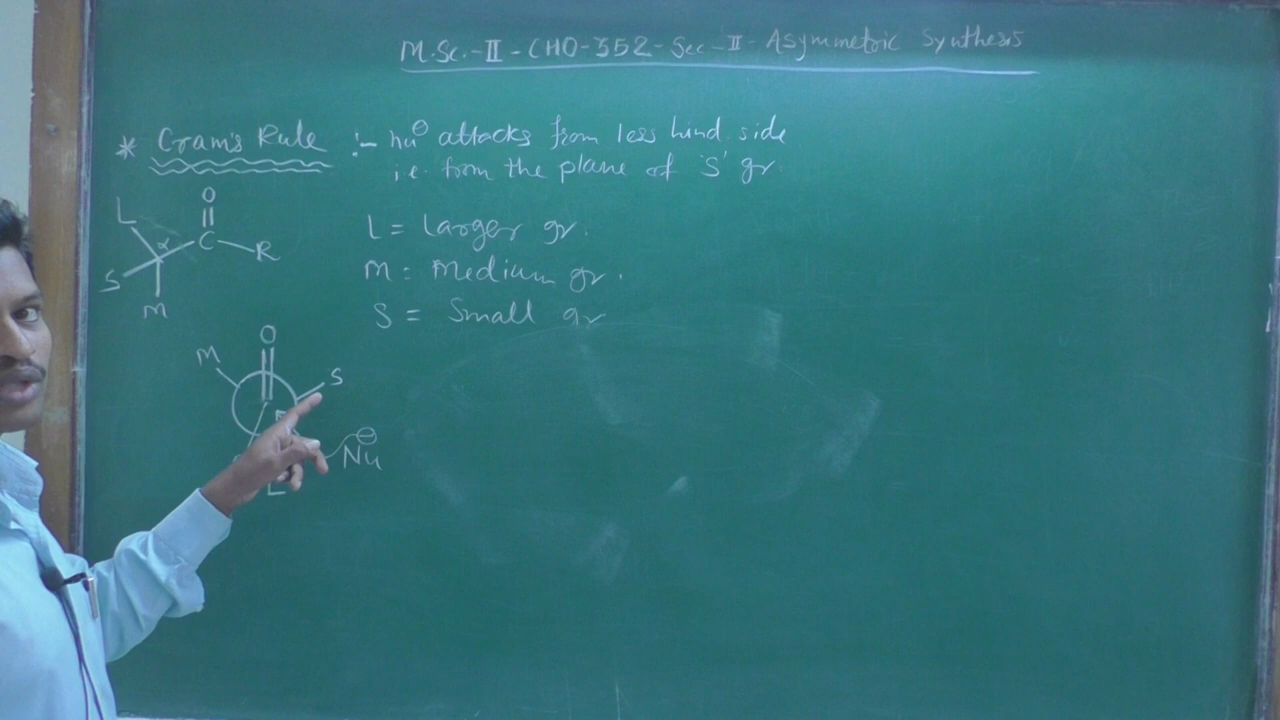 M.Sc.-II-CHO-352-Sec-II-Asymmetric Synthesis
* Cram's Rule :- nu⊖ attacks from less hind. side
i.e. from the plane of 'S' gr.
L = Larger gr.
M = Medium gr.
S = Small gr
O
L α C R
S
M
O
M S
Nu⊖
L